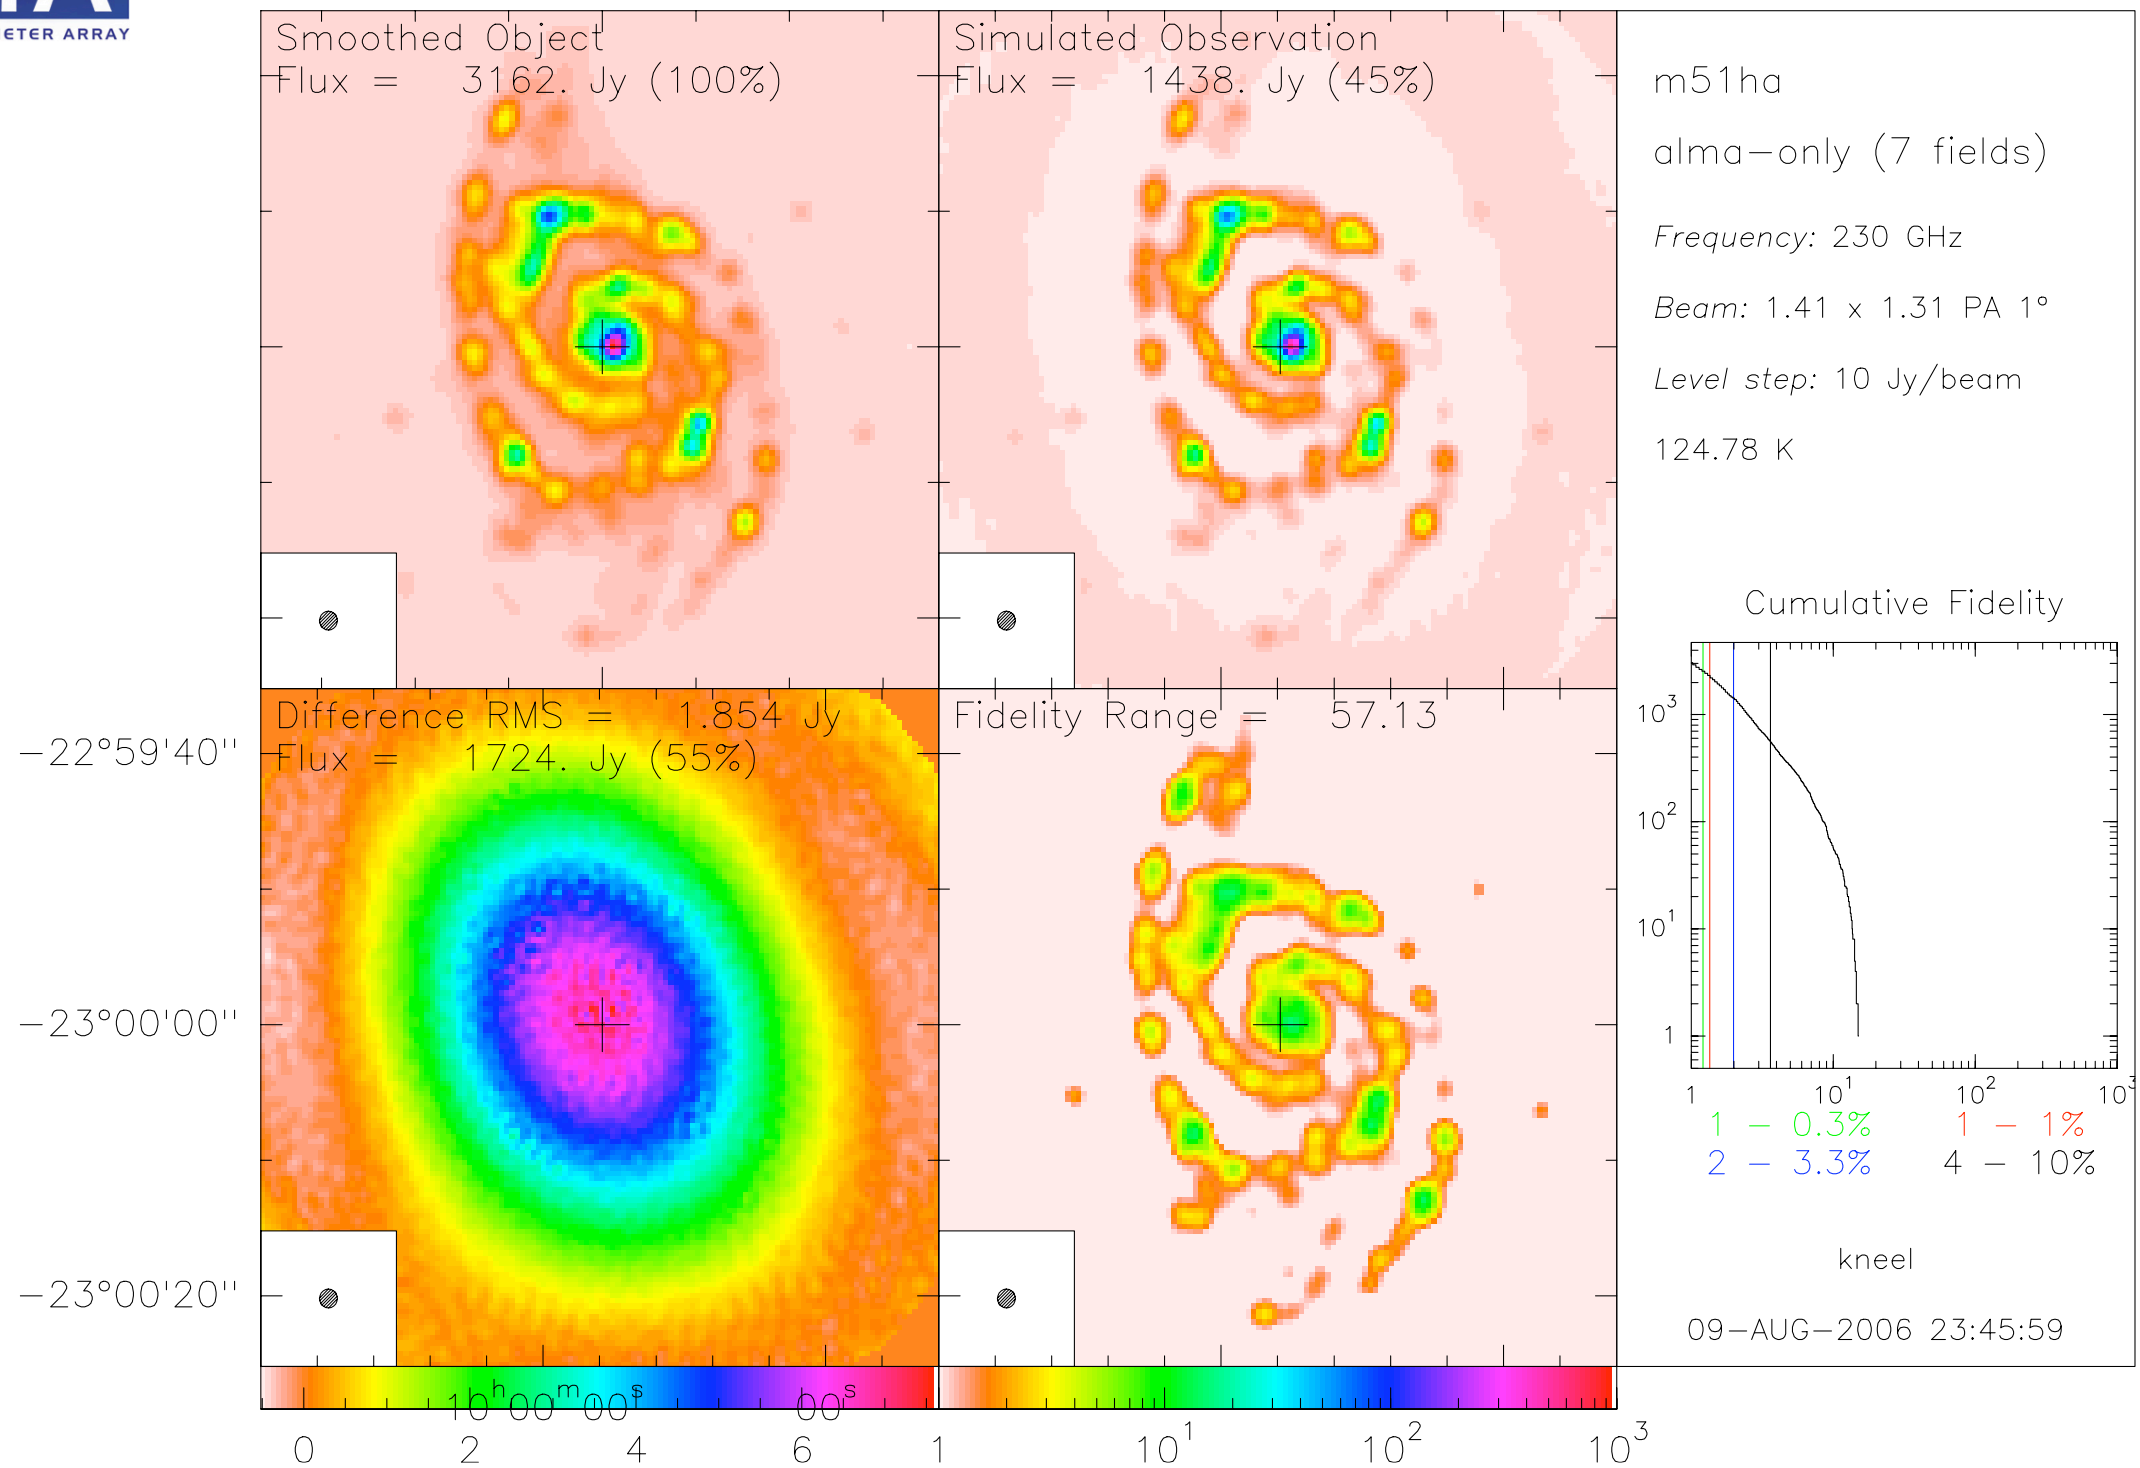 ETER ARRAY
Smoothed Object
Flux = 3162. Jy (100%)
Simulated Observation
Flux = 1438. Jy (45%)
m51ha
alma-only (7 fields)
Frequency: 230 GHz
Beam: 1.41 x 1.31 PA 1°
Level step: 10 Jy/beam
124.78 K
Difference RMS = 1.854 Jy
Flux = 1724. Jy (55%)
Fidelity Range = 57.13
-22°59'40"
-23°00'00"
-23°00'20"
10ʰ00ᵐ00ˢ 00ˢ
0 2 4 6
1 10¹ 10² 10³
Cumulative Fidelity
10³
10²
10¹
1
1 10¹ 10² 10³
1 - 0.3% 1 - 1%
2 - 3.3% 4 - 10%
kneel
09-AUG-2006 23:45:59